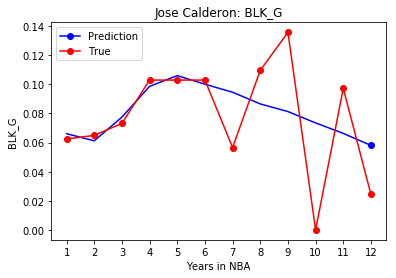 Jose Calderon: BLK_G
Prediction
True
0.14
0.12
0.10
0.08
0.06
0.04
0.02
0.00
BLK_G
1 2 3 4 5 6 7 8 9 10 11 12
Years in NBA